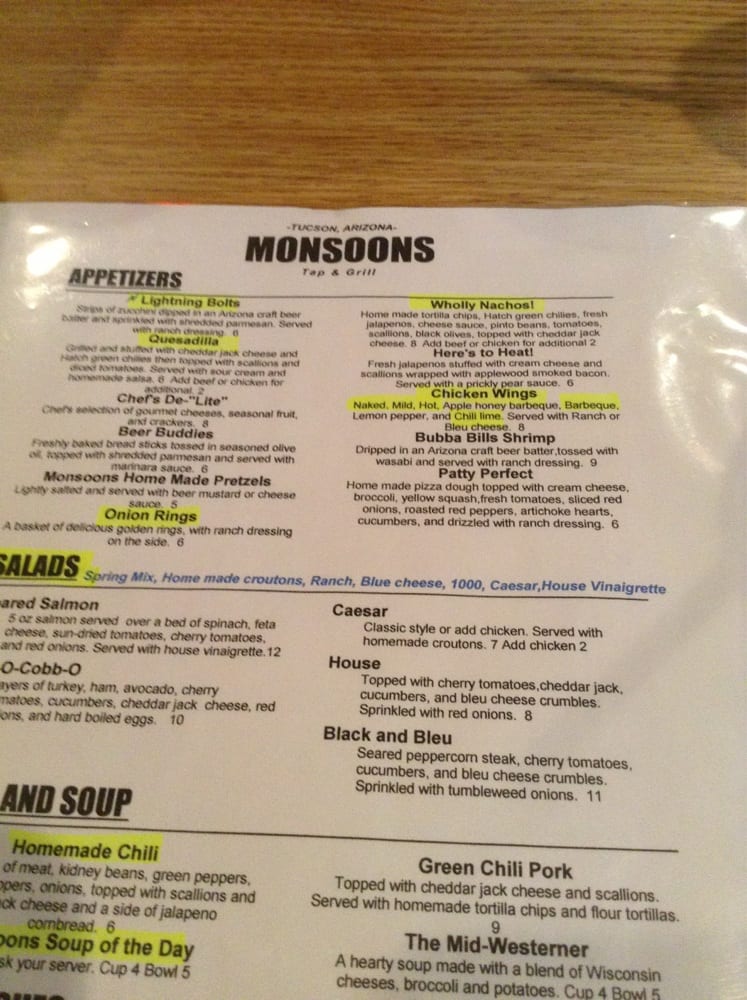 -TUCSON, ARIZONA-
MONSOONS
Tap & Grill
APPETIZERS
Lightning Bolts
Strips of zucchini dipped in an Arizona craft beer
batter and sprinkled with shredded parmesan. Served
with ranch dressing. 6
Quesadilla
Grilled and stuffed with cheddar jack cheese and
Hatch green chilies then topped with scallions and
diced tomatoes. Served with sour cream and
homemade salsa. 6 Add beef or chicken for
additional. 2
Chef's De-"Lite"
Chef's selection of gourmet cheeses, seasonal fruit,
and crackers. 8
Beer Buddies
Freshly baked bread sticks tossed in seasoned olive
oil, topped with shredded parmesan and served with
marinara sauce. 6
Monsoons Home Made Pretzels
Lightly salted and served with beer mustard or cheese
sauce. 5
Onion Rings
A basket of delicious golden rings, with ranch dressing
on the side. 6
Wholly Nachos!
Home made tortilla chips, Hatch green chilies, fresh
jalapenos, cheese sauce, pinto beans, tomatoes,
scallions, black olives, topped with cheddar jack
cheese. 8 Add beef or chicken for additional 2
Here's to Heat!
Fresh jalapenos stuffed with cream cheese and
scallions wrapped with applewood smoked bacon.
Served with a prickly pear sauce. 6
Chicken Wings
Naked, Mild, Hot, Apple honey barbeque, Barbeque,
Lemon pepper, and Chili lime. Served with Ranch or
Bleu cheese. 8
Bubba Bills Shrimp
Dripped in an Arizona craft beer batter,tossed with
wasabi and served with ranch dressing. 9
Patty Perfect
Home made pizza dough topped with cream cheese,
broccoli, yellow squash,fresh tomatoes, sliced red
onions, roasted red peppers, artichoke hearts,
cucumbers, and drizzled with ranch dressing. 6
SALADS Spring Mix, Home made croutons, Ranch, Blue cheese, 1000, Caesar,House Vinaigrette
ared Salmon
5 oz salmon served over a bed of spinach, feta
cheese, sun-dried tomatoes, cherry tomatoes,
and red onions. Served with house vinaigrette.12
-O-Cobb-O
ayers of turkey, ham, avocado, cherry
matoes, cucumbers, cheddar jack cheese, red
ions, and hard boiled eggs. 10
Caesar
Classic style or add chicken. Served with
homemade croutons. 7 Add chicken 2
House
Topped with cherry tomatoes,cheddar jack,
cucumbers, and bleu cheese crumbles.
Sprinkled with red onions. 8
Black and Bleu
Seared peppercorn steak, cherry tomatoes,
cucumbers, and bleu cheese crumbles.
Sprinkled with tumbleweed onions. 11
AND SOUP
Homemade Chili
of meat, kidney beans, green peppers,
ppers, onions, topped with scallions and
ck cheese and a side of jalapeno
cornbread. 6
oons Soup of the Day
sk your server. Cup 4 Bowl 5
Green Chili Pork
Topped with cheddar jack cheese and scallions.
Served with homemade tortilla chips and flour tortillas.
9
The Mid-Westerner
A hearty soup made with a blend of Wisconsin
cheeses, broccoli and potatoes. Cup 4 Bowl 5